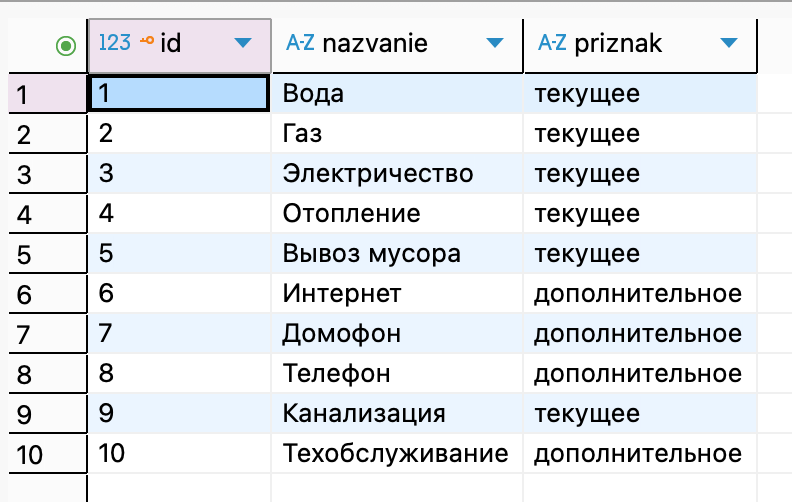 123 id A-Z nazvanie A-Z priznak
1 1 Вода текущее
2 2 Газ текущее
3 3 Электричество текущее
4 4 Отопление текущее
5 5 Вывоз мусора текущее
6 6 Интернет дополнительное
7 7 Домофон дополнительное
8 8 Телефон дополнительное
9 9 Канализация текущее
10 10 Техобслуживание дополнительное